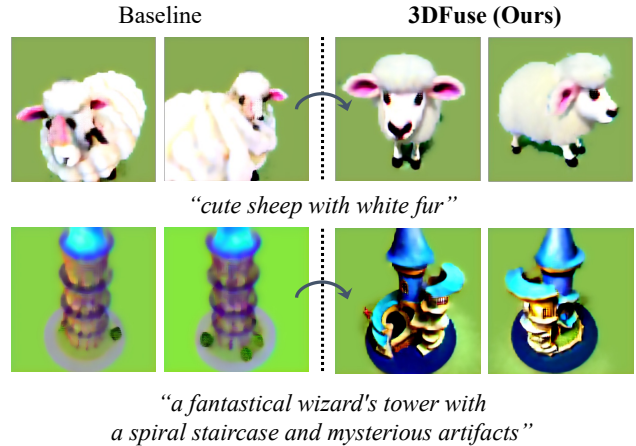 Baseline
3DFuse (Ours)
“cute sheep with white fur”
“a fantastical wizard's tower with
a spiral staircase and mysterious artifacts”